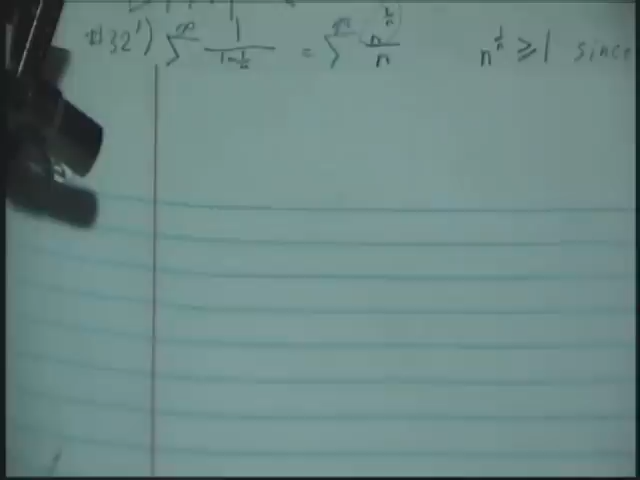 #32') ∑^∞ 1/(n^{1-1/n}) = ∑^∞ n^{1/n}/n    n^{1/n} ≥ 1 since